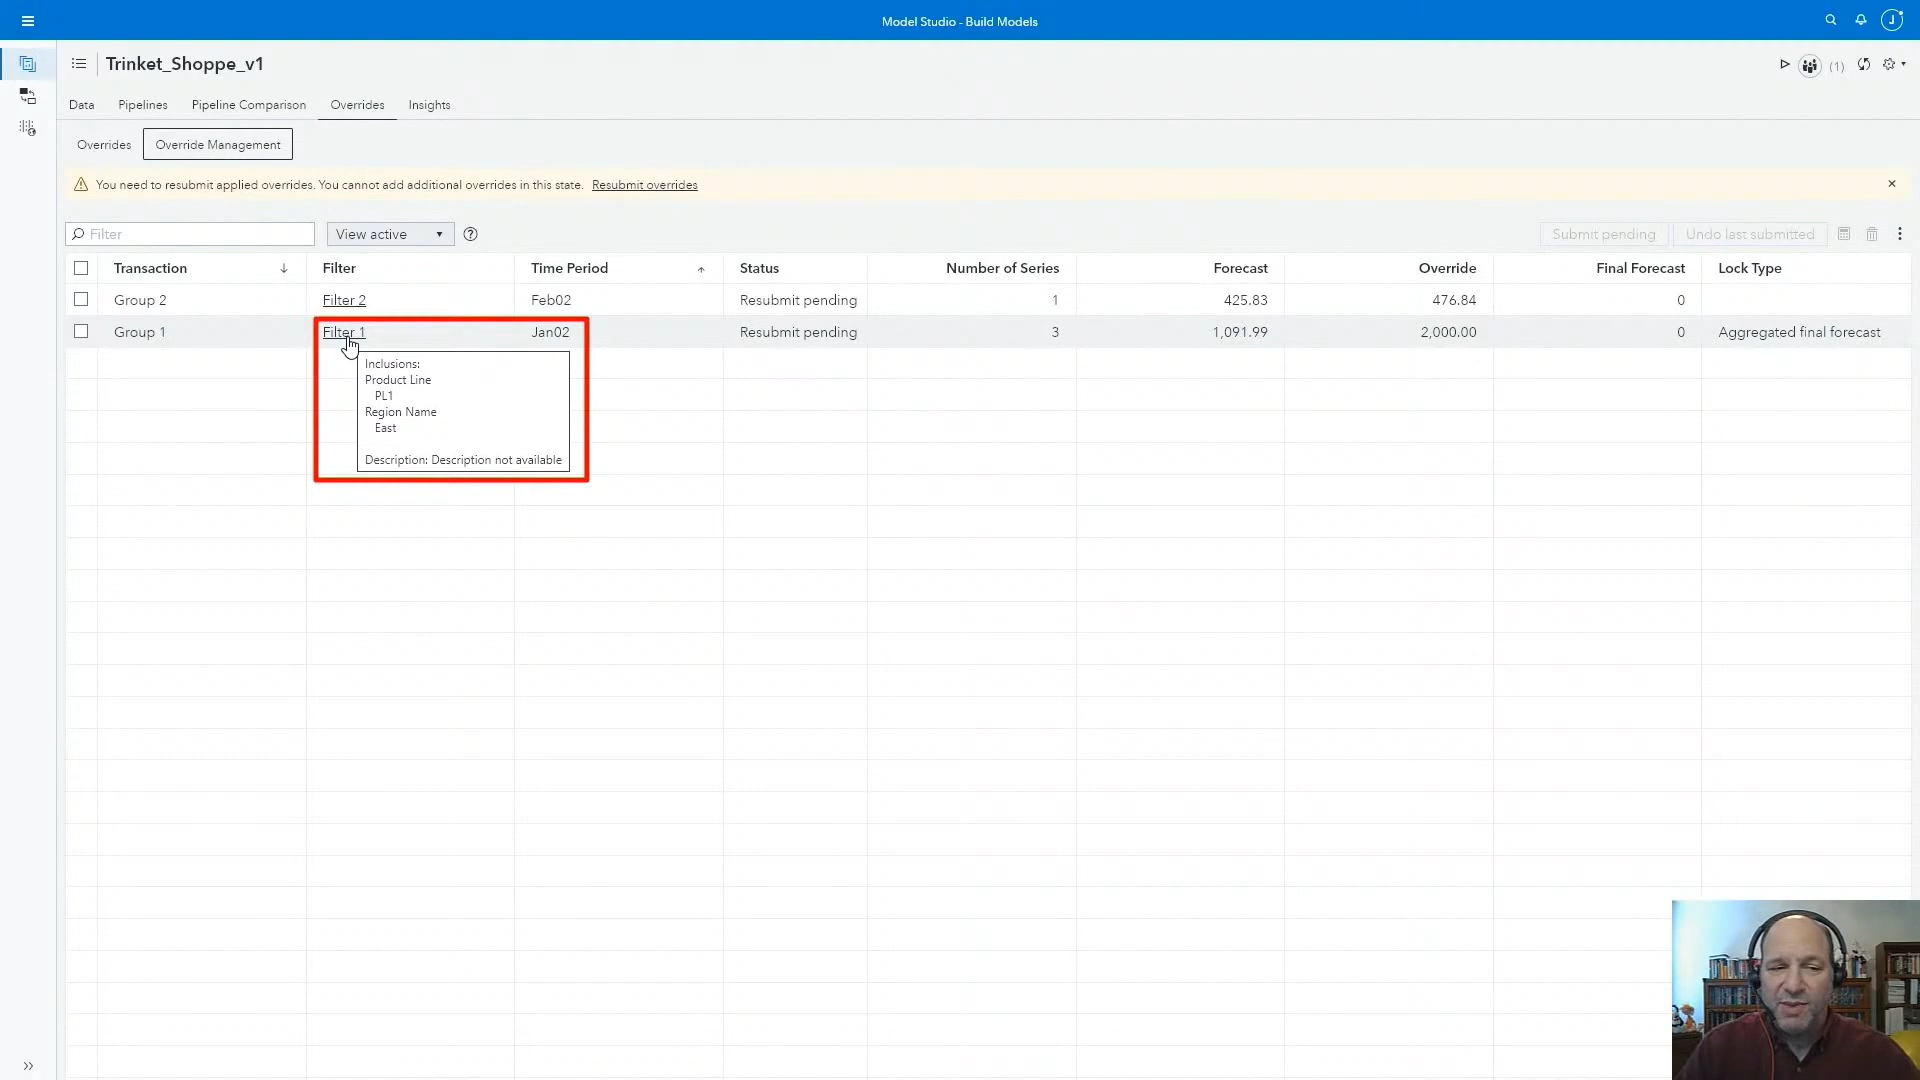 Model Studio - Build Models
J
Trinket_Shoppe_v1
(1)
Data Pipelines Pipeline Comparison Overrides Insights
Overrides Override Management
You need to resubmit applied overrides. You cannot add additional overrides in this state. Resubmit overrides
Filter View active Submit pending Undo last submitted
Transaction Filter Time Period Status Number of Series Forecast Override Final Forecast Lock Type
Group 2 Filter 2 Feb02 Resubmit pending 1 425.83 476.84 0
Group 1 Filter 1 Jan02 Resubmit pending 3 1,091.99 2,000.00 0 Aggregated final forecast
Inclusions:
Product Line
PL1
Region Name
East
Description: Description not available